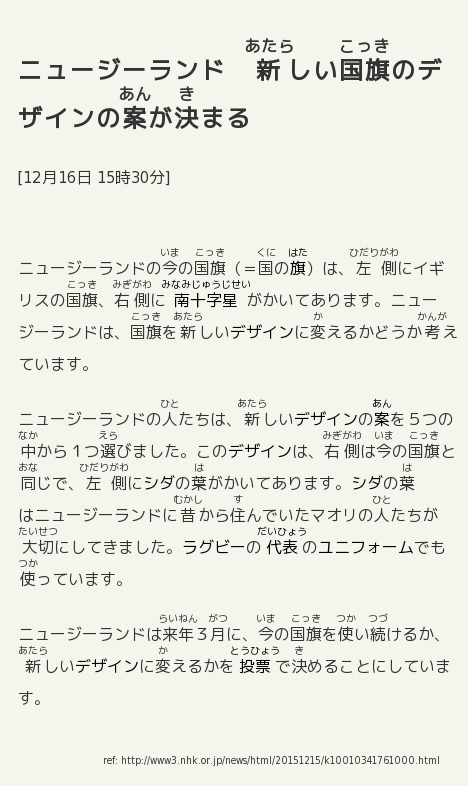 ニュージーランド　新しい国旗のデ
ザインの案が決まる
[12月16日 15時30分]
ニュージーランドの今の国旗（＝国の旗）は、左側にイギ
リスの国旗、右側に南十字星がかいてあります。ニュー
ジーランドは、国旗を新しいデザインに変えるかどうか考え
ています。
ニュージーランドの人たちは、新しいデザインの案を５つの
中から１つ選びました。このデザインは、右側は今の国旗と
同じで、左側にシダの葉がかいてあります。シダの葉
はニュージーランドに昔から住んでいたマオリの人たちが
大切にしてきました。ラグビーの代表のユニフォームでも
使っています。
ニュージーランドは来年３月に、今の国旗を使い続けるか、
新しいデザインに変えるかを投票で決めることにしていま
す。
ref: http://www3.nhk.or.jp/news/html/20151215/k10010341761000.html